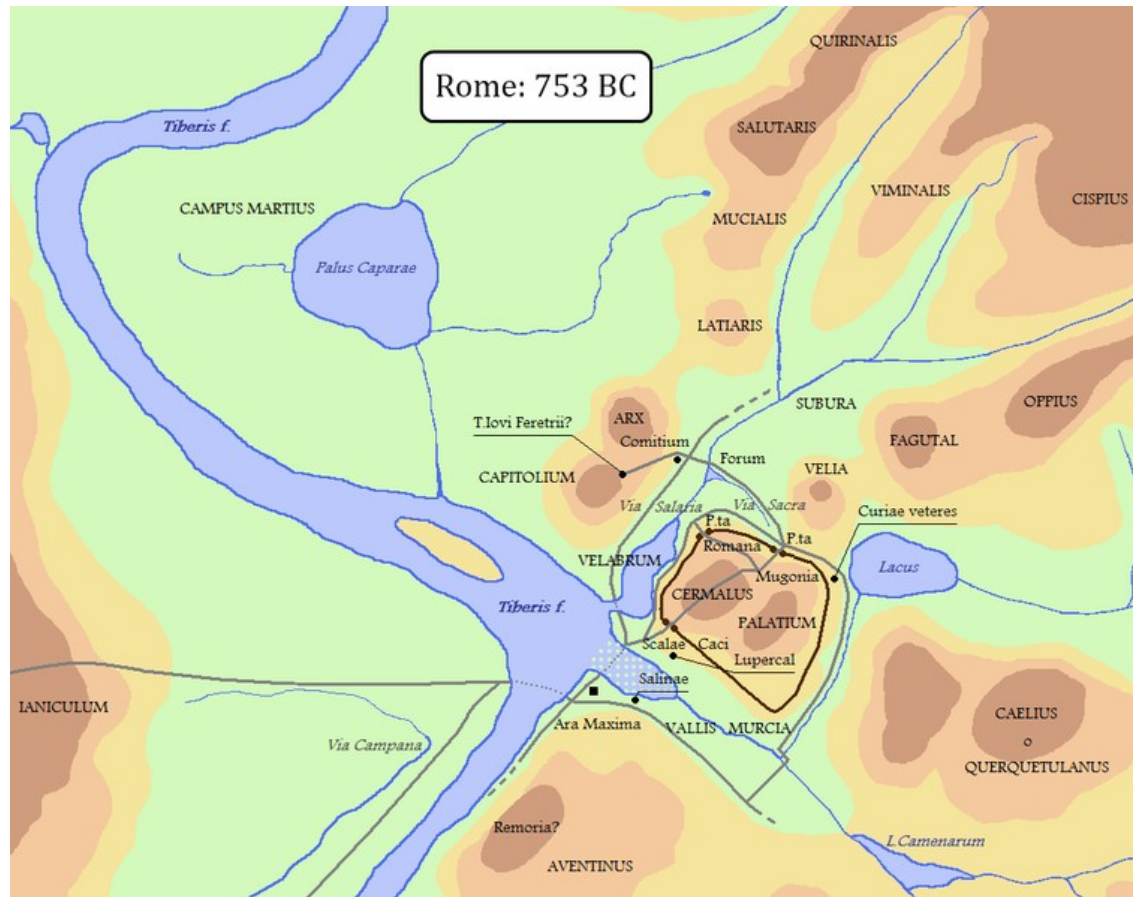 Rome: 753 BC
QUIRINALIS
Tiberis f.
SALUTARIS
VIMINALIS
CISPIUS
CAMPUS MARTIUS
MUCIALIS
Palus Caparae
LATIARIS
OPPIUS
SUBURA
ARX
T.Iovi Feretrii?
Comitium
FAGUTAL
Forum
VELIA
CAPITOLIUM
Via Salaria
Via Sacra
Curiae veteres
P.ta
Romana
P.ta
Mugonia
VELABRUM
Lacus
CERMALUS
Tiberis f.
PALATIUM
Scalae Caci
Lupercal
Salinae
IANICULUM
CAELIUS
o
QUERQUETULANUS
Ara Maxima
VALLIS MURCIA
Via Campana
Remoria?
L.Camenarum
AVENTINUS